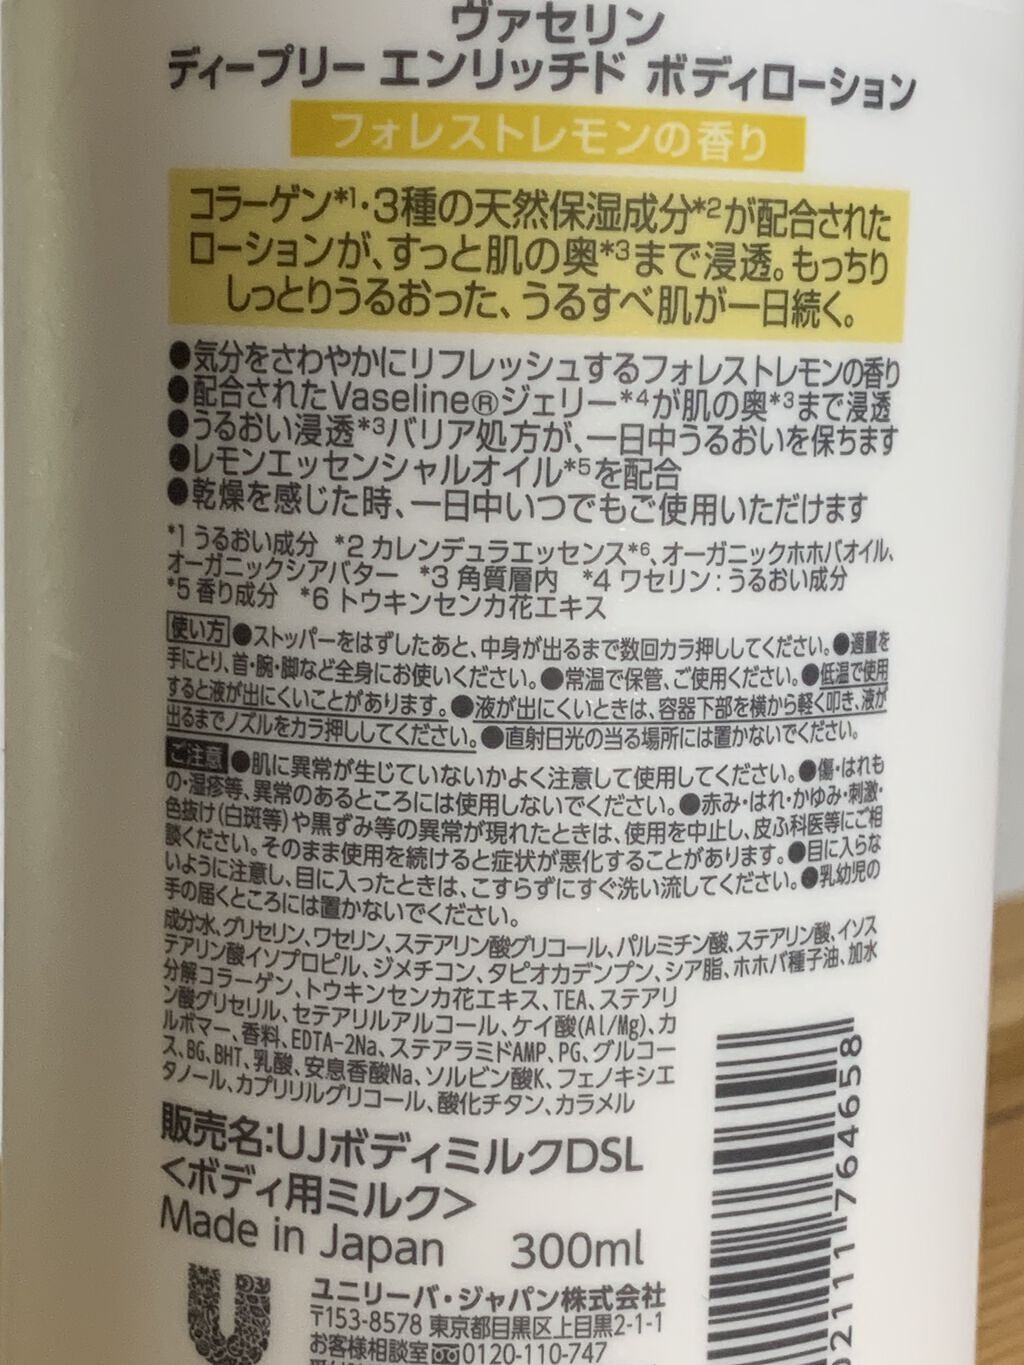 ヴァセリン
ディープリー エンリッチド ボディローション
フォレストレモンの香り
コラーゲン*1・3種の天然保湿成分*2が配合された
ローションが、すっと肌の奥*3まで浸透。もっちり
しっとりうるおった、うるすべ肌が一日続く。
●気分をさわやかにリフレッシュするフォレストレモンの香り
●配合されたVaseline®ジェリー*4が肌の奥*3まで浸透
●うるおい浸透*3バリア処方が、一日中うるおいを保ちます
●レモンエッセンシャルオイル*5を配合
●乾燥を感じた時、一日中いつでもご使用いただけます
*1 うるおい成分 *2 カレンデュラエッセンス*6、オーガニックホホバオイル、
オーガニックシアバター *3 角質層内 *4 ワセリン：うるおい成分
*5 香り成分 *6 トウキンセンカ花エキス
使い方●ストッパーをはずしたあと、中身が出るまで数回カラ押ししてください。●適量を
手にとり、首・腕・脚など全身にお使いください。●常温で保管、ご使用ください。●低温で使用
すると液が出にくいことがあります。●液が出にくいときは、容器下部を横から軽く叩き、液が
出るまでノズルをカラ押ししてください。●直射日光の当る場所には置かないでください。
ご注意●肌に異常が生じていないかよく注意して使用してください。●傷・はれも
の・湿疹等、異常のあるところには使用しないでください。●赤み・はれ・かゆみ・刺激・
色抜け(白斑等)や黒ずみ等の異常が現れたときは、使用を中止し、皮ふ科医等にご相
談ください。そのまま使用を続けると症状が悪化することがあります。●目に入らな
いように注意し、目に入ったときは、こすらずにすぐ洗い流してください。●乳幼児の
手の届くところには置かないでください。
成分水、グリセリン、ワセリン、ステアリン酸グリコール、パルミチン酸、ステアリン酸、イソス
テアリン酸イソプロピル、ジメチコン、タピオカデンプン、シア脂、ホホバ種子油、加水
分解コラーゲン、トウキンセンカ花エキス、TEA、ステアリ
ン酸グリセリル、セテアリルアルコール、ケイ酸(Al/Mg)、カ
ルボマー、香料、EDTA-2Na、ステアラミドAMP、PG、グルコー
ス、BG、BHT、乳酸、安息香酸Na、ソルビン酸K、フェノキシエ
タノール、カプリリルグリコール、酸化チタン、カラメル
販売名：UJボディミルクDSL
<ボディ用ミルク>
Made in Japan 300ml
ユニリーバ・ジャパン株式会社
〒153-8578 東京都目黒区上目黒2-1-1
お客様相談室 0120-110-747
02111 764658